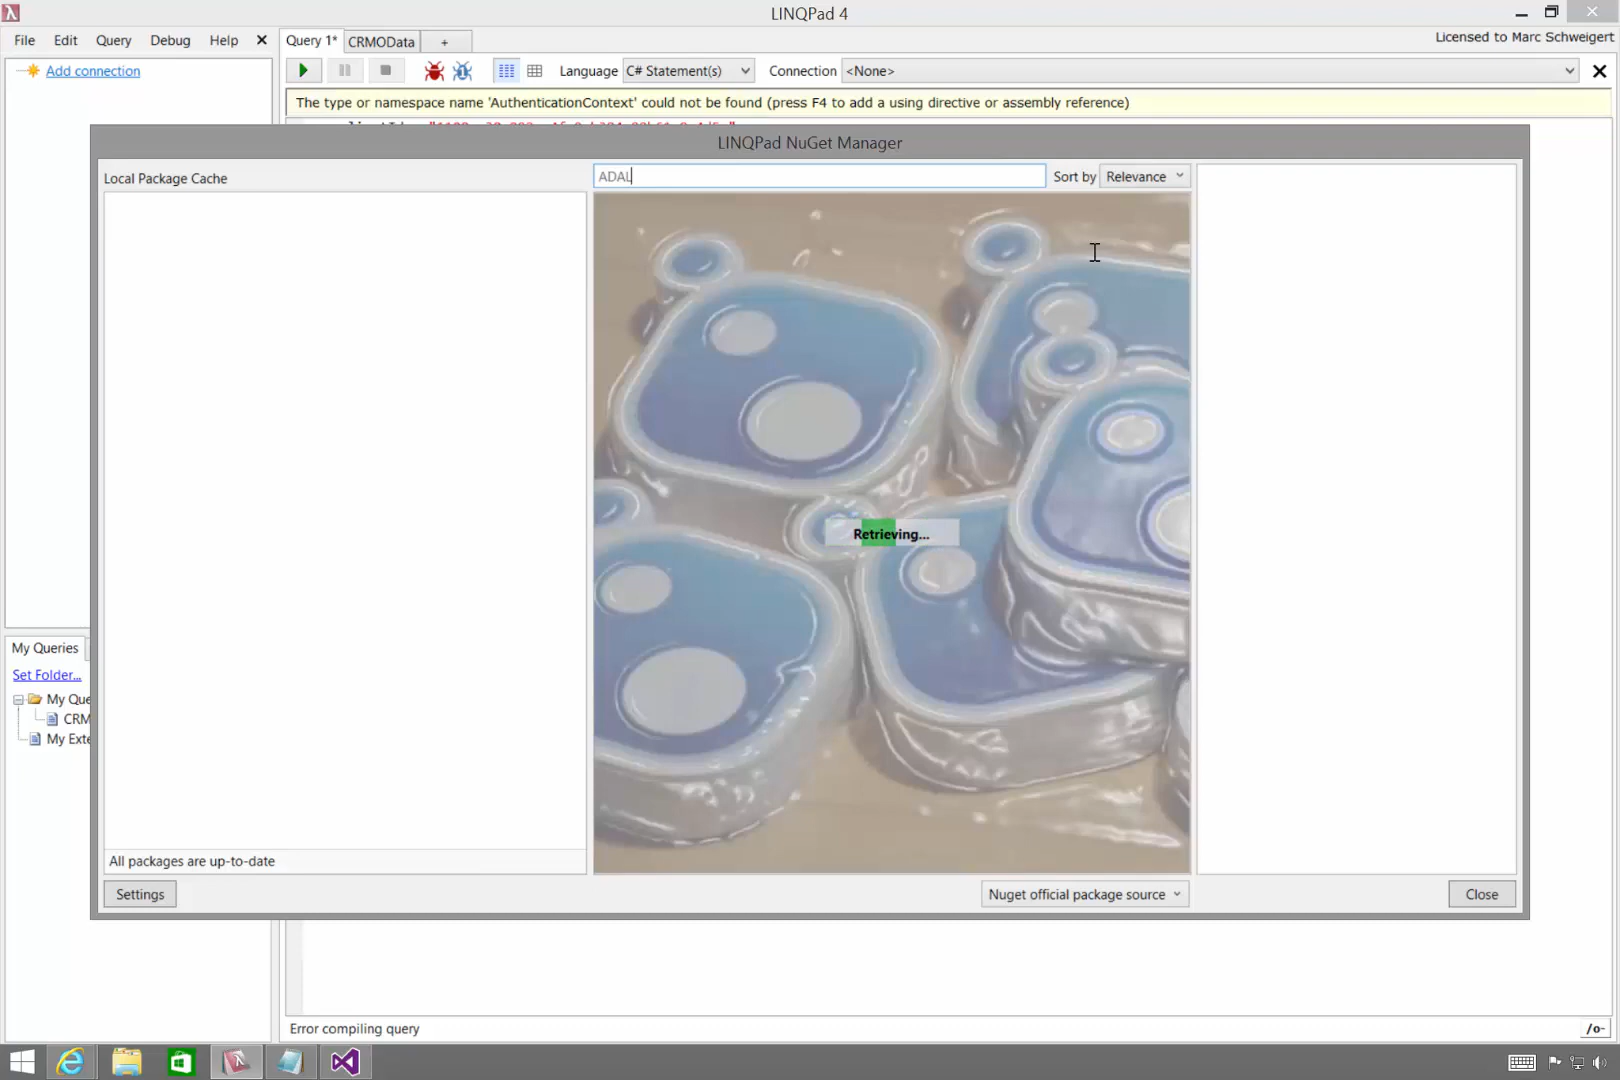 LINQPad 4
File Edit Query Debug Help
Query 1* CRMOData +
Licensed to Marc Schweigert
Add connection
Language C# Statement(s) Connection <None>
The type or namespace name 'AuthenticationContext' could not be found (press F4 to add a using directive or assembly reference)
LINQPad NuGet Manager
Local Package Cache
ADAL
Sort by Relevance
Retrieving...
My Queries
Set Folder...
My Que
CRM
My Exte
All packages are up-to-date
Settings
Nuget official package source
Close
Error compiling query
/o-